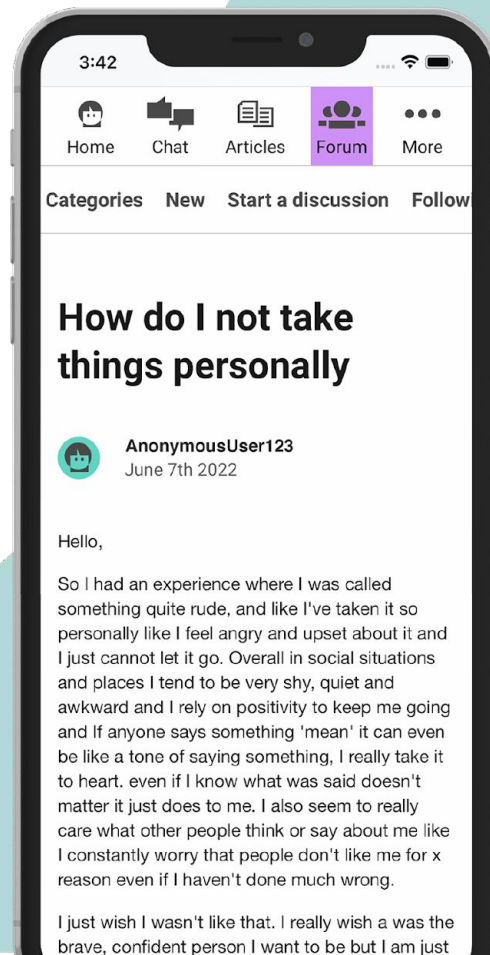 3:42
Home Chat Articles Forum More
Categories New Start a discussion Followi
How do I not take
things personally
AnonymousUser123
June 7th 2022
Hello,
So I had an experience where I was called
something quite rude, and like I've taken it so
personally like I feel angry and upset about it and
I just cannot let it go. Overall in social situations
and places I tend to be very shy, quiet and
awkward and I rely on positivity to keep me going
and If anyone says something 'mean' it can even
be like a tone of saying something, I really take it
to heart. even if I know what was said doesn't
matter it just does to me. I also seem to really
care what other people think or say about me like
I constantly worry that people don't like me for x
reason even if I haven't done much wrong.
I just wish I wasn't like that. I really wish a was the
brave, confident person I want to be but I am just